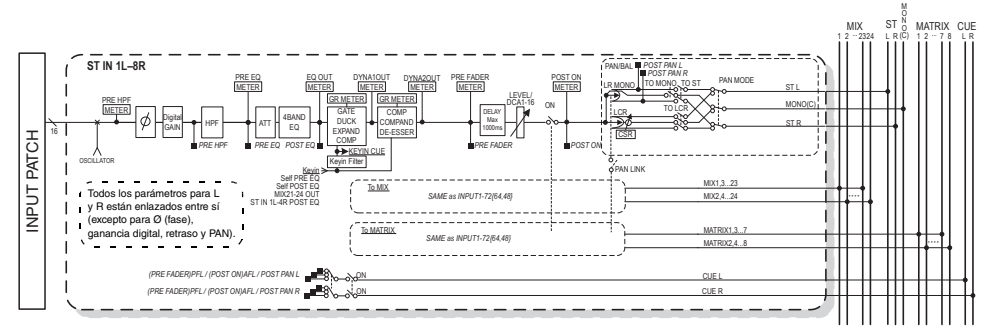 MIX
ST
MONO
(C)
MATRIX
CUE
1 2 ··· 2324
L R
1 2 ··· 7 8
L R
INPUT PATCH
16
ST IN 1L–8R
PRE HPF
METER
OSCILLATOR
Ø
Digital
GAIN
HPF
PRE HPF
PRE EQ
METER
ATT
4BAND
EQ
PRE EQ
POST EQ
EQ OUT
METER
DYNA1OUT
METER
DYNA2OUT
METER
GR METER
GATE
DUCK
EXPAND
COMP
GR METER
COMP
COMPAND
DE-ESSER
KEYIN CUE
Keyin Filter
Keyin
Self PRE EQ
Self POST EQ
MIX21-24 OUT
ST IN 1L-4R POST EQ
PRE FADER
METER
PRE FADER
DELAY
Max
1000ms
LEVEL/
DCA1-16
ON
POST ON
METER
POST ON
PAN/BAL
POST PAN L
POST PAN R
LR MONO
TO MONO
TO ST
TO LCR
LCR
CSR
PAN MODE
PAN LINK
ST L
MONO(C)
ST R
Todos los parámetros para L
y R están enlazados entre sí
(excepto para Ø (fase),
ganancia digital, retraso y PAN).
To MIX
SAME as INPUT1-72{64,48}
MIX1,3...23
MIX2,4...24
To MATRIX
SAME as INPUT1-72{64,48}
MATRIX1,3...7
MATRIX2,4...8
(PRE FADER)PFL / (POST ON)AFL / POST PAN L
ON
CUE L
(PRE FADER)PFL / (POST ON)AFL / POST PAN R
ON
CUE R